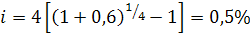 i = 4[(1 + 0,6)^{1/4} − 1] = 0,5%